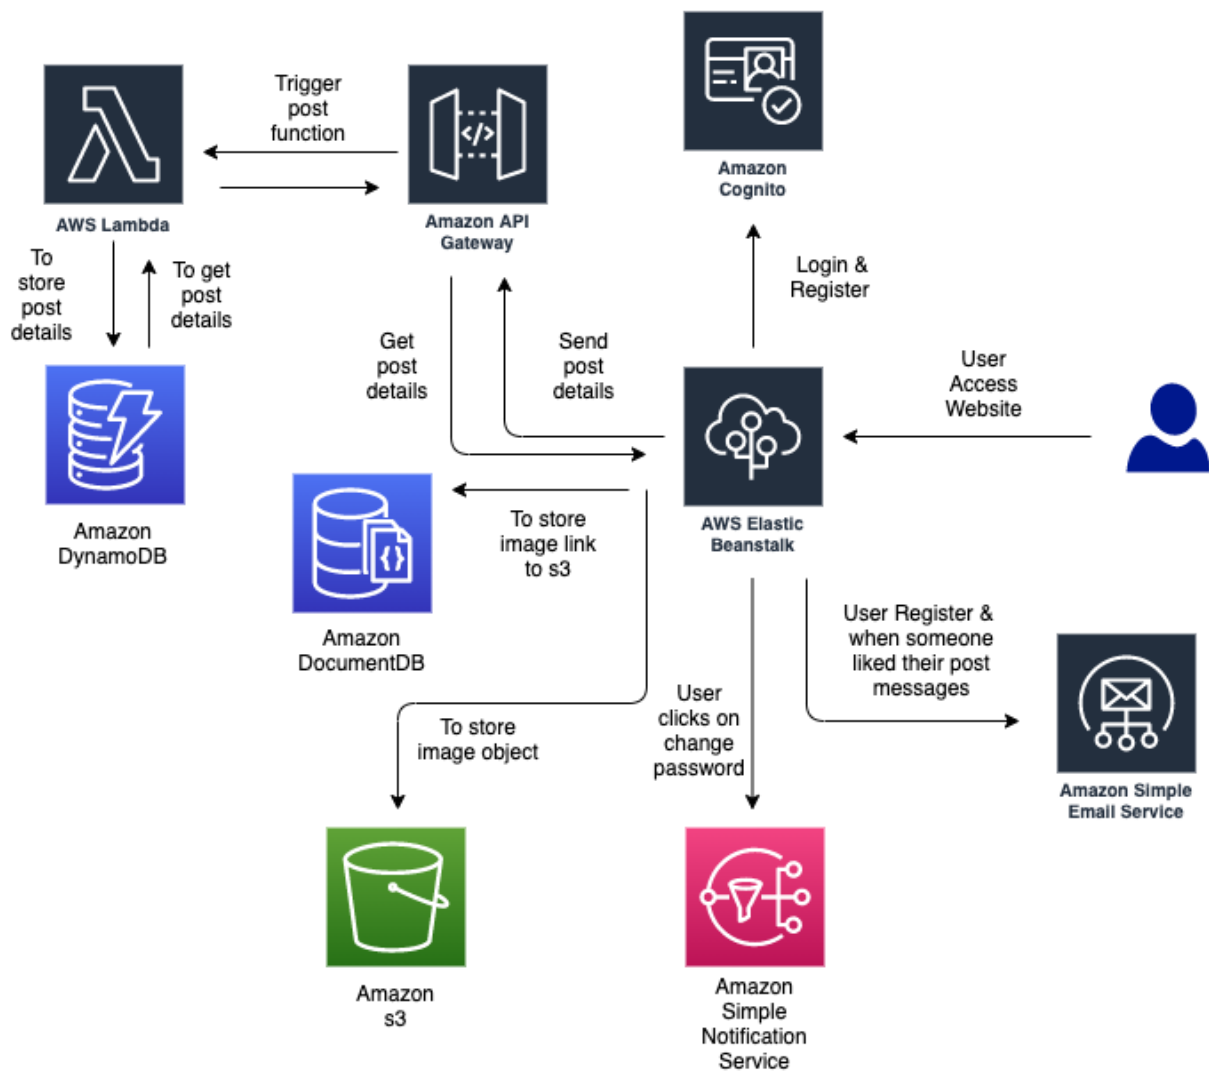 Trigger
post
function
</>
AWS Lambda
Amazon API
Gateway
Amazon
Cognito
To
store
post
details
To get
post
details
Login &
Register
Get
post
details
Send
post
details
User
Access
Website
Amazon
DynamoDB
{}
To store
image link
to s3
AWS Elastic
Beanstalk
Amazon
DocumentDB
User Register &
when someone
liked their post
messages
User
clicks on
change
password
To store
image object
Amazon Simple
Email Service
Amazon
s3
Amazon
Simple
Notification
Service